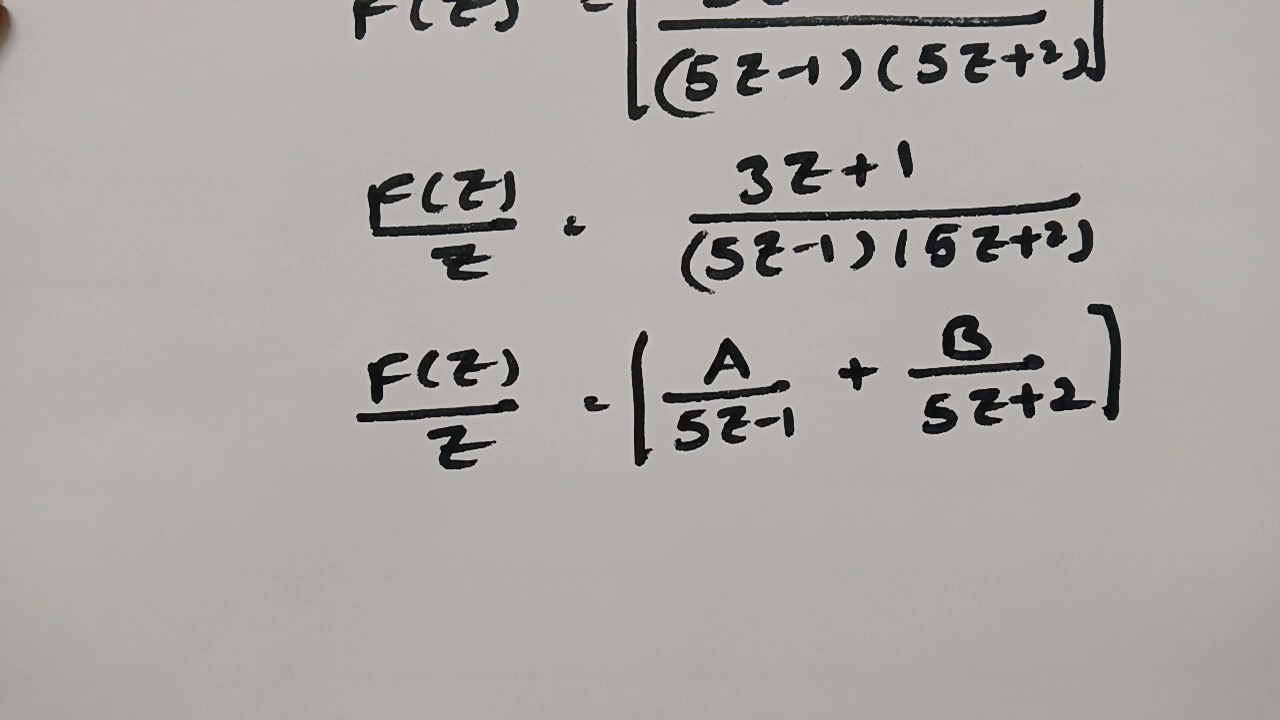 F(Z) = [ / (5Z-1)(5Z+2)]
F(Z)/Z = 3Z+1/(5Z-1)(5Z+2)
F(Z)/Z = [A/5Z-1 + B/5Z+2]